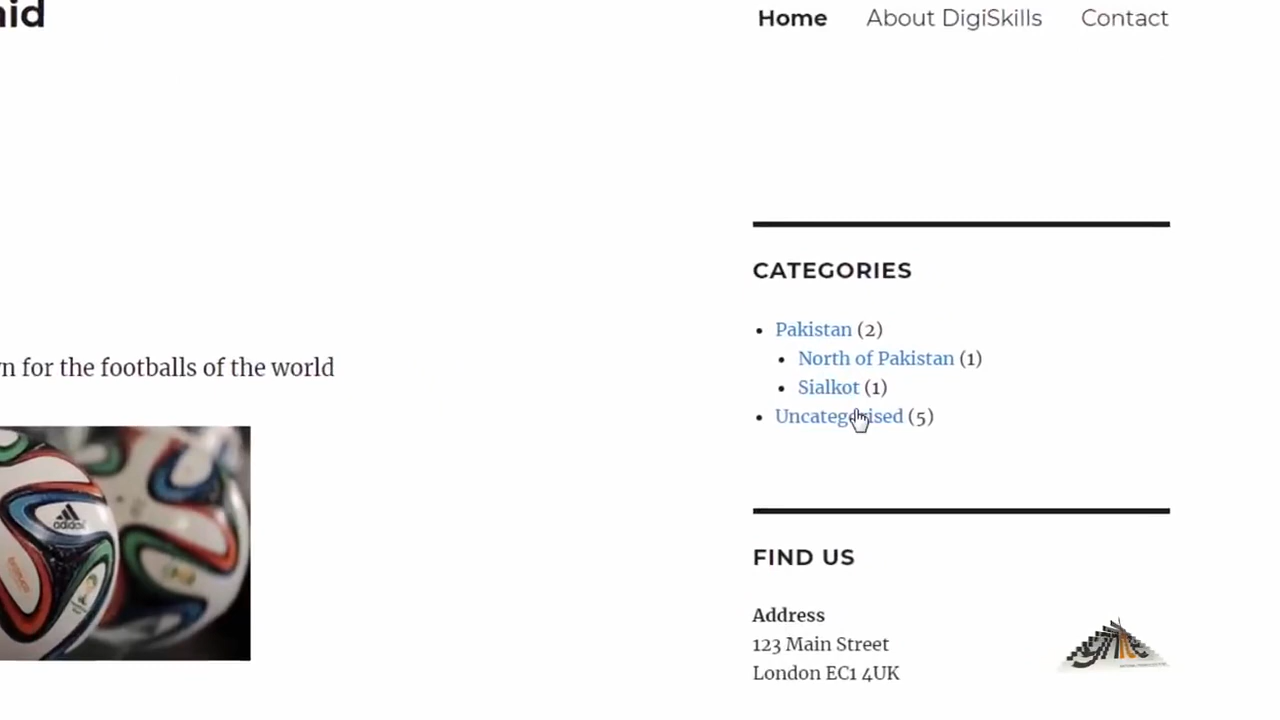 Home About DigiSkills Contact
CATEGORIES
Pakistan (2)
North of Pakistan (1)
Sialkot (1)
Uncategorised (5)
for the footballs of the world
adidas
FIND US
Address
123 Main Street
London EC1 4UK